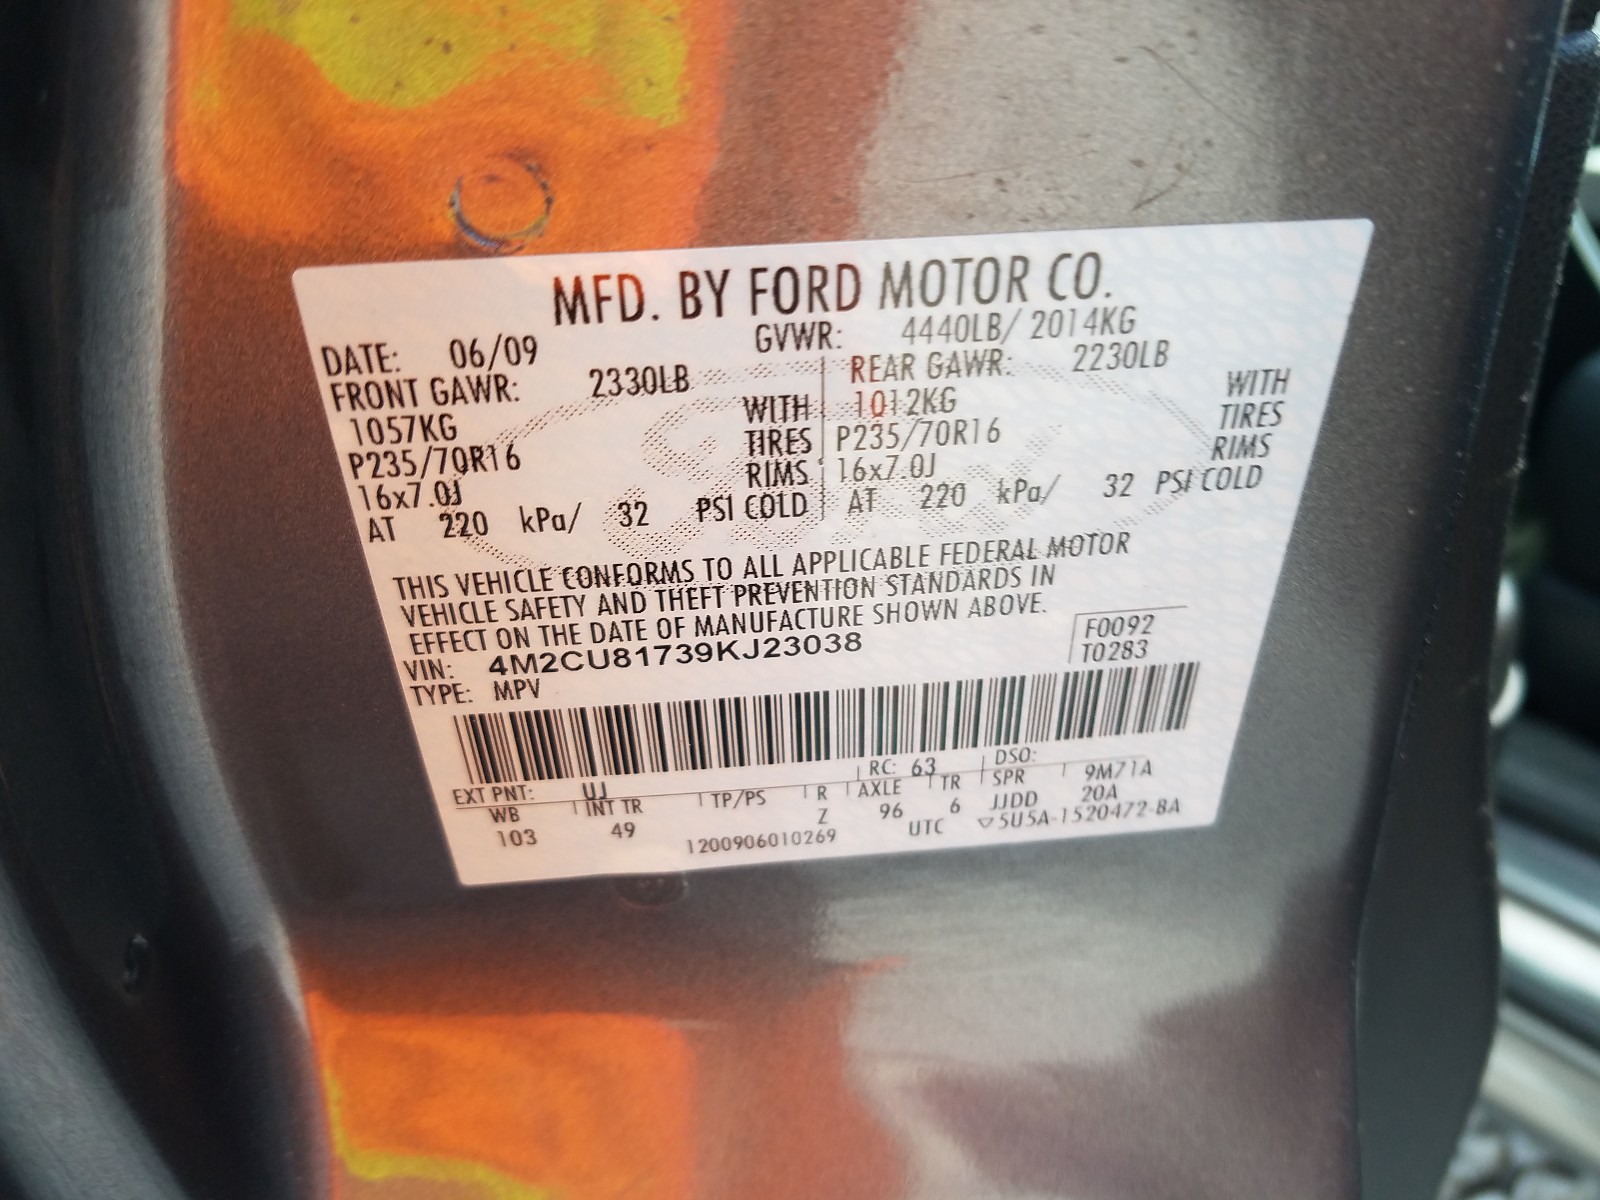 MFD. BY FORD MOTOR CO.
DATE: 06/09 GVWR: 4440LB/ 2014KG
FRONT GAWR: 2330LB REAR GAWR: 2230LB
1057KG WITH 1012KG WITH
P235/70R16 TIRES P235/70R16 TIRES
16x7.0J RIMS 16x7.0J RIMS
AT 220 kPa/ 32 PSI COLD AT 220 kPa/ 32 PSI COLD
THIS VEHICLE CONFORMS TO ALL APPLICABLE FEDERAL MOTOR
VEHICLE SAFETY AND THEFT PREVENTION STANDARDS IN
EFFECT ON THE DATE OF MANUFACTURE SHOWN ABOVE.
F0092
VIN: 4M2CU81739KJ23038 T0283
TYPE: MPV
EXT PNT: UJ RC: 63 DSO:
WB INT TR TP/PS R AXLE TR SPR 9M71A
103 49 Z 96 6 JJDD 20A
1200906010269 UTC ▽5U5A-1520472-BA